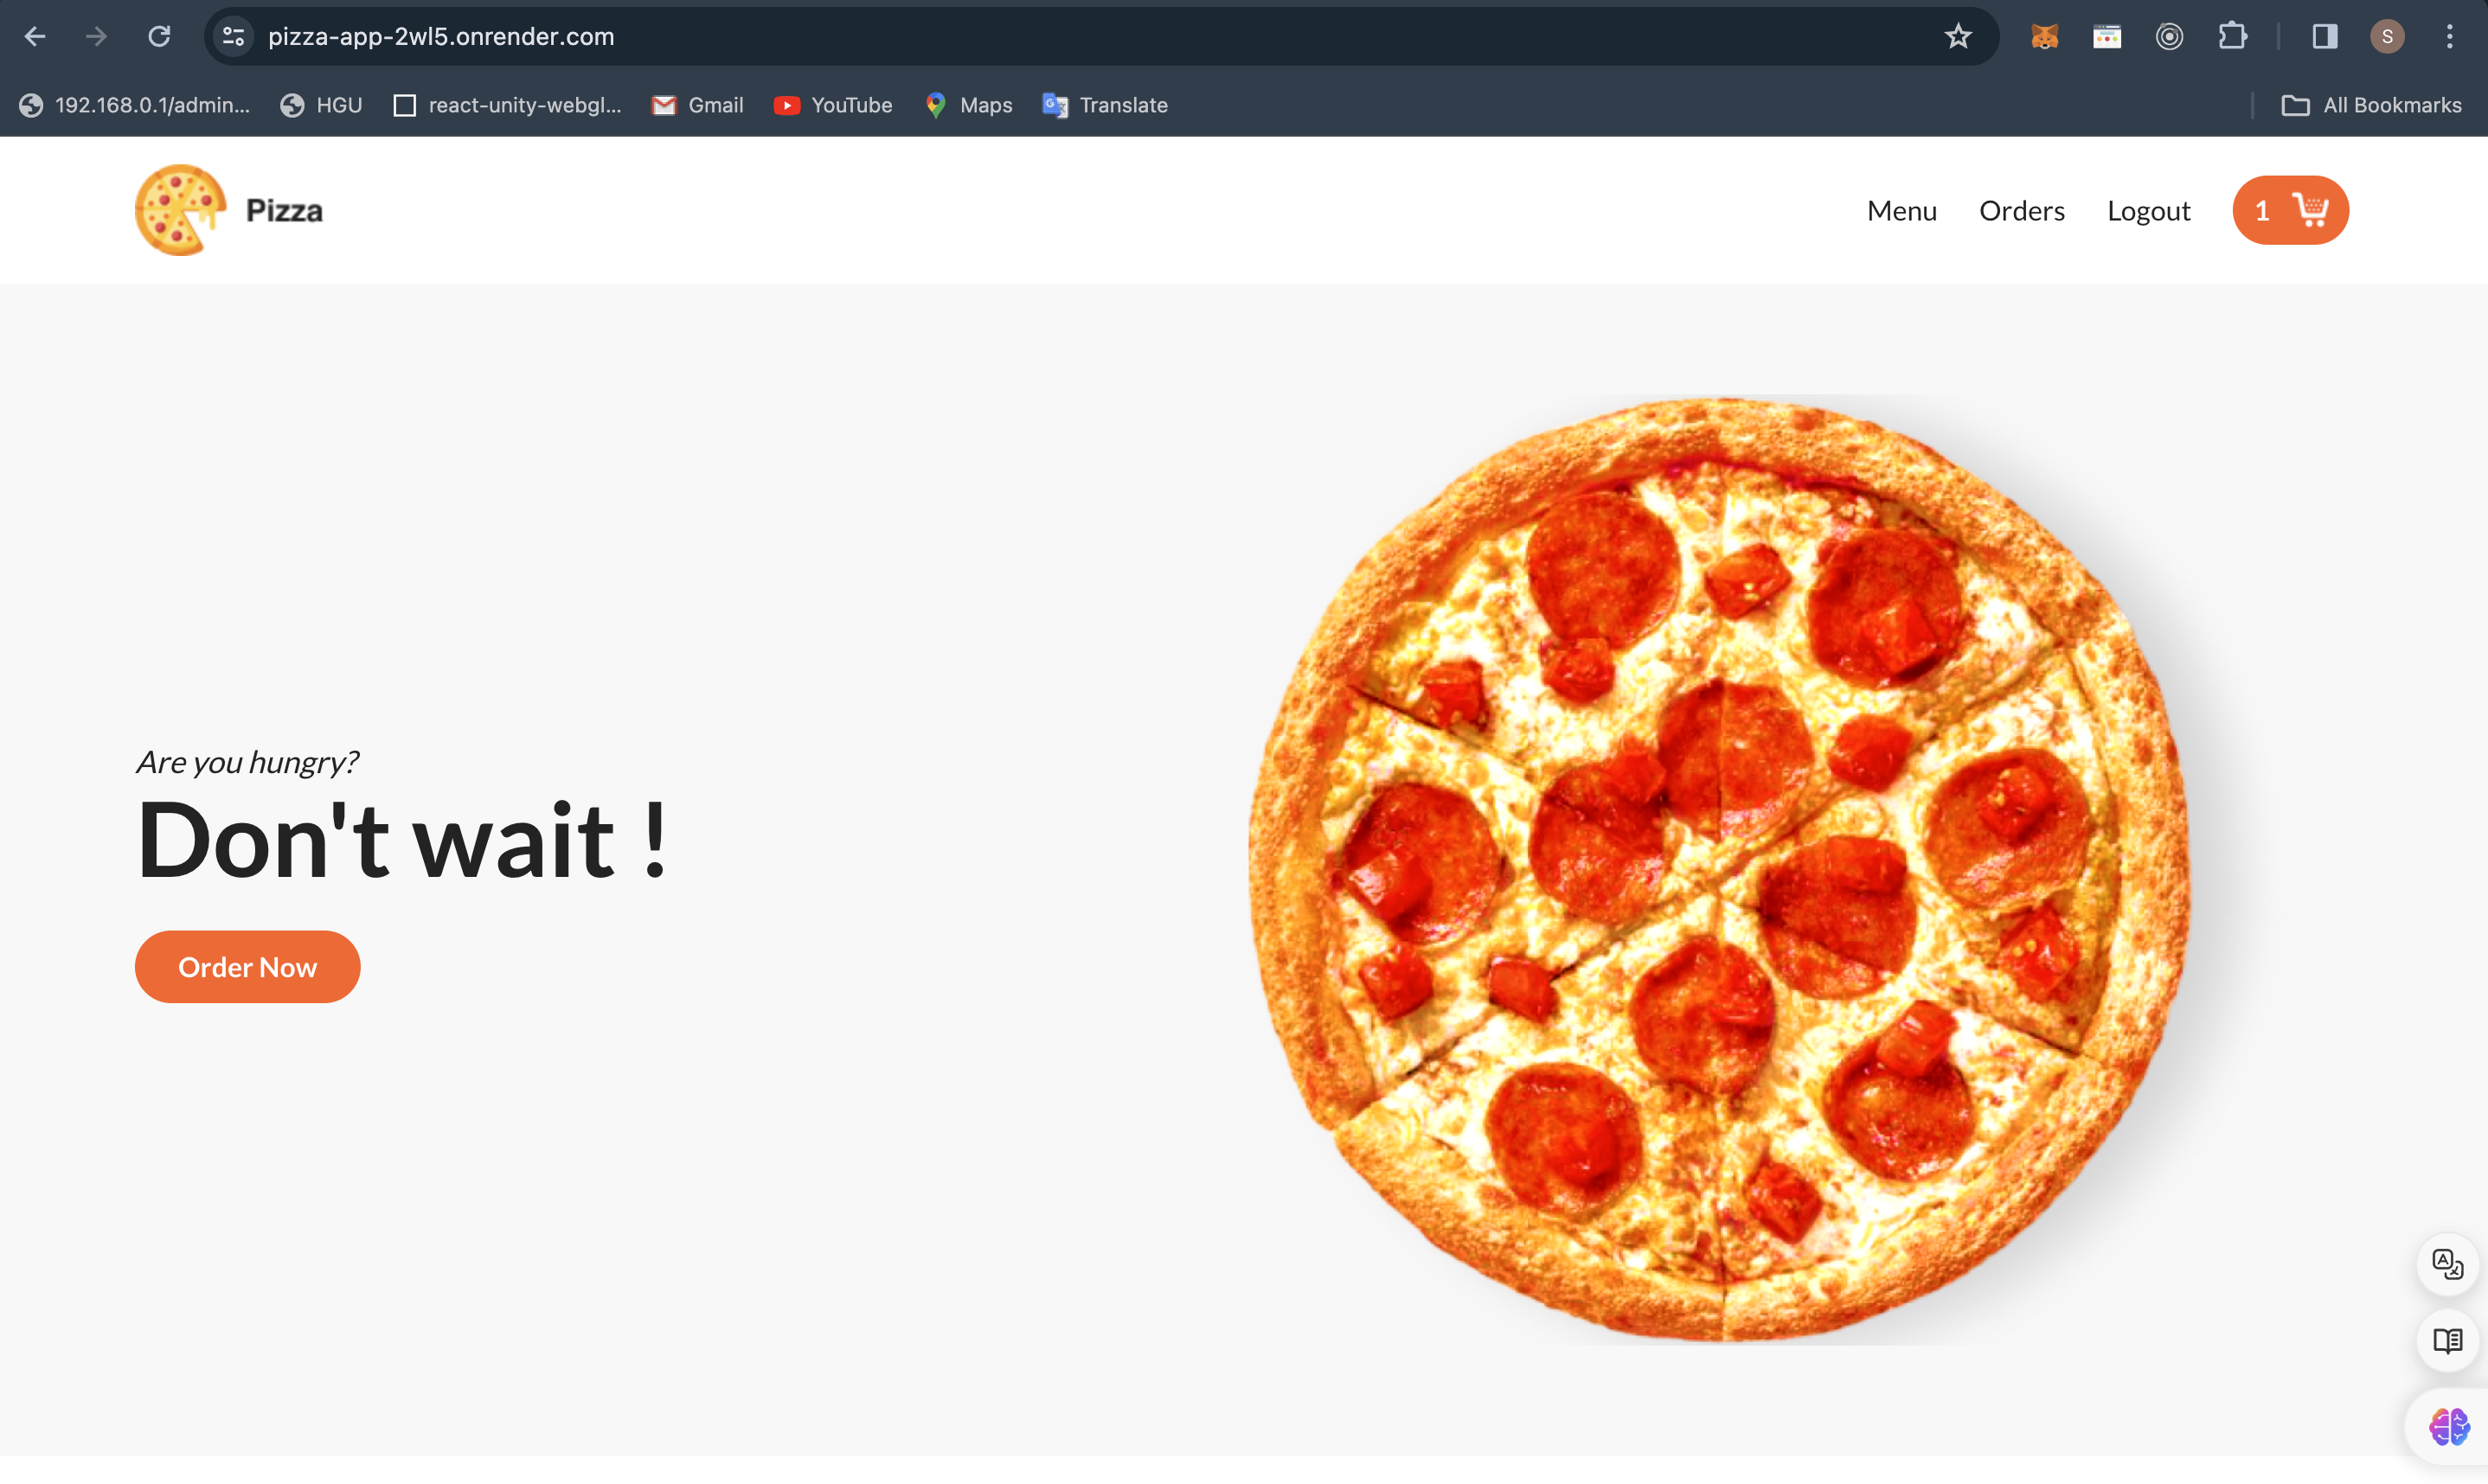 pizza-app-2wl5.onrender.com
S
192.168.0.1/admin...
HGU
react-unity-webgl...
Gmail
YouTube
Maps
Translate
All Bookmarks
Pizza
Menu
Orders
Logout
1
Are you hungry?
Don't wait !
Order Now